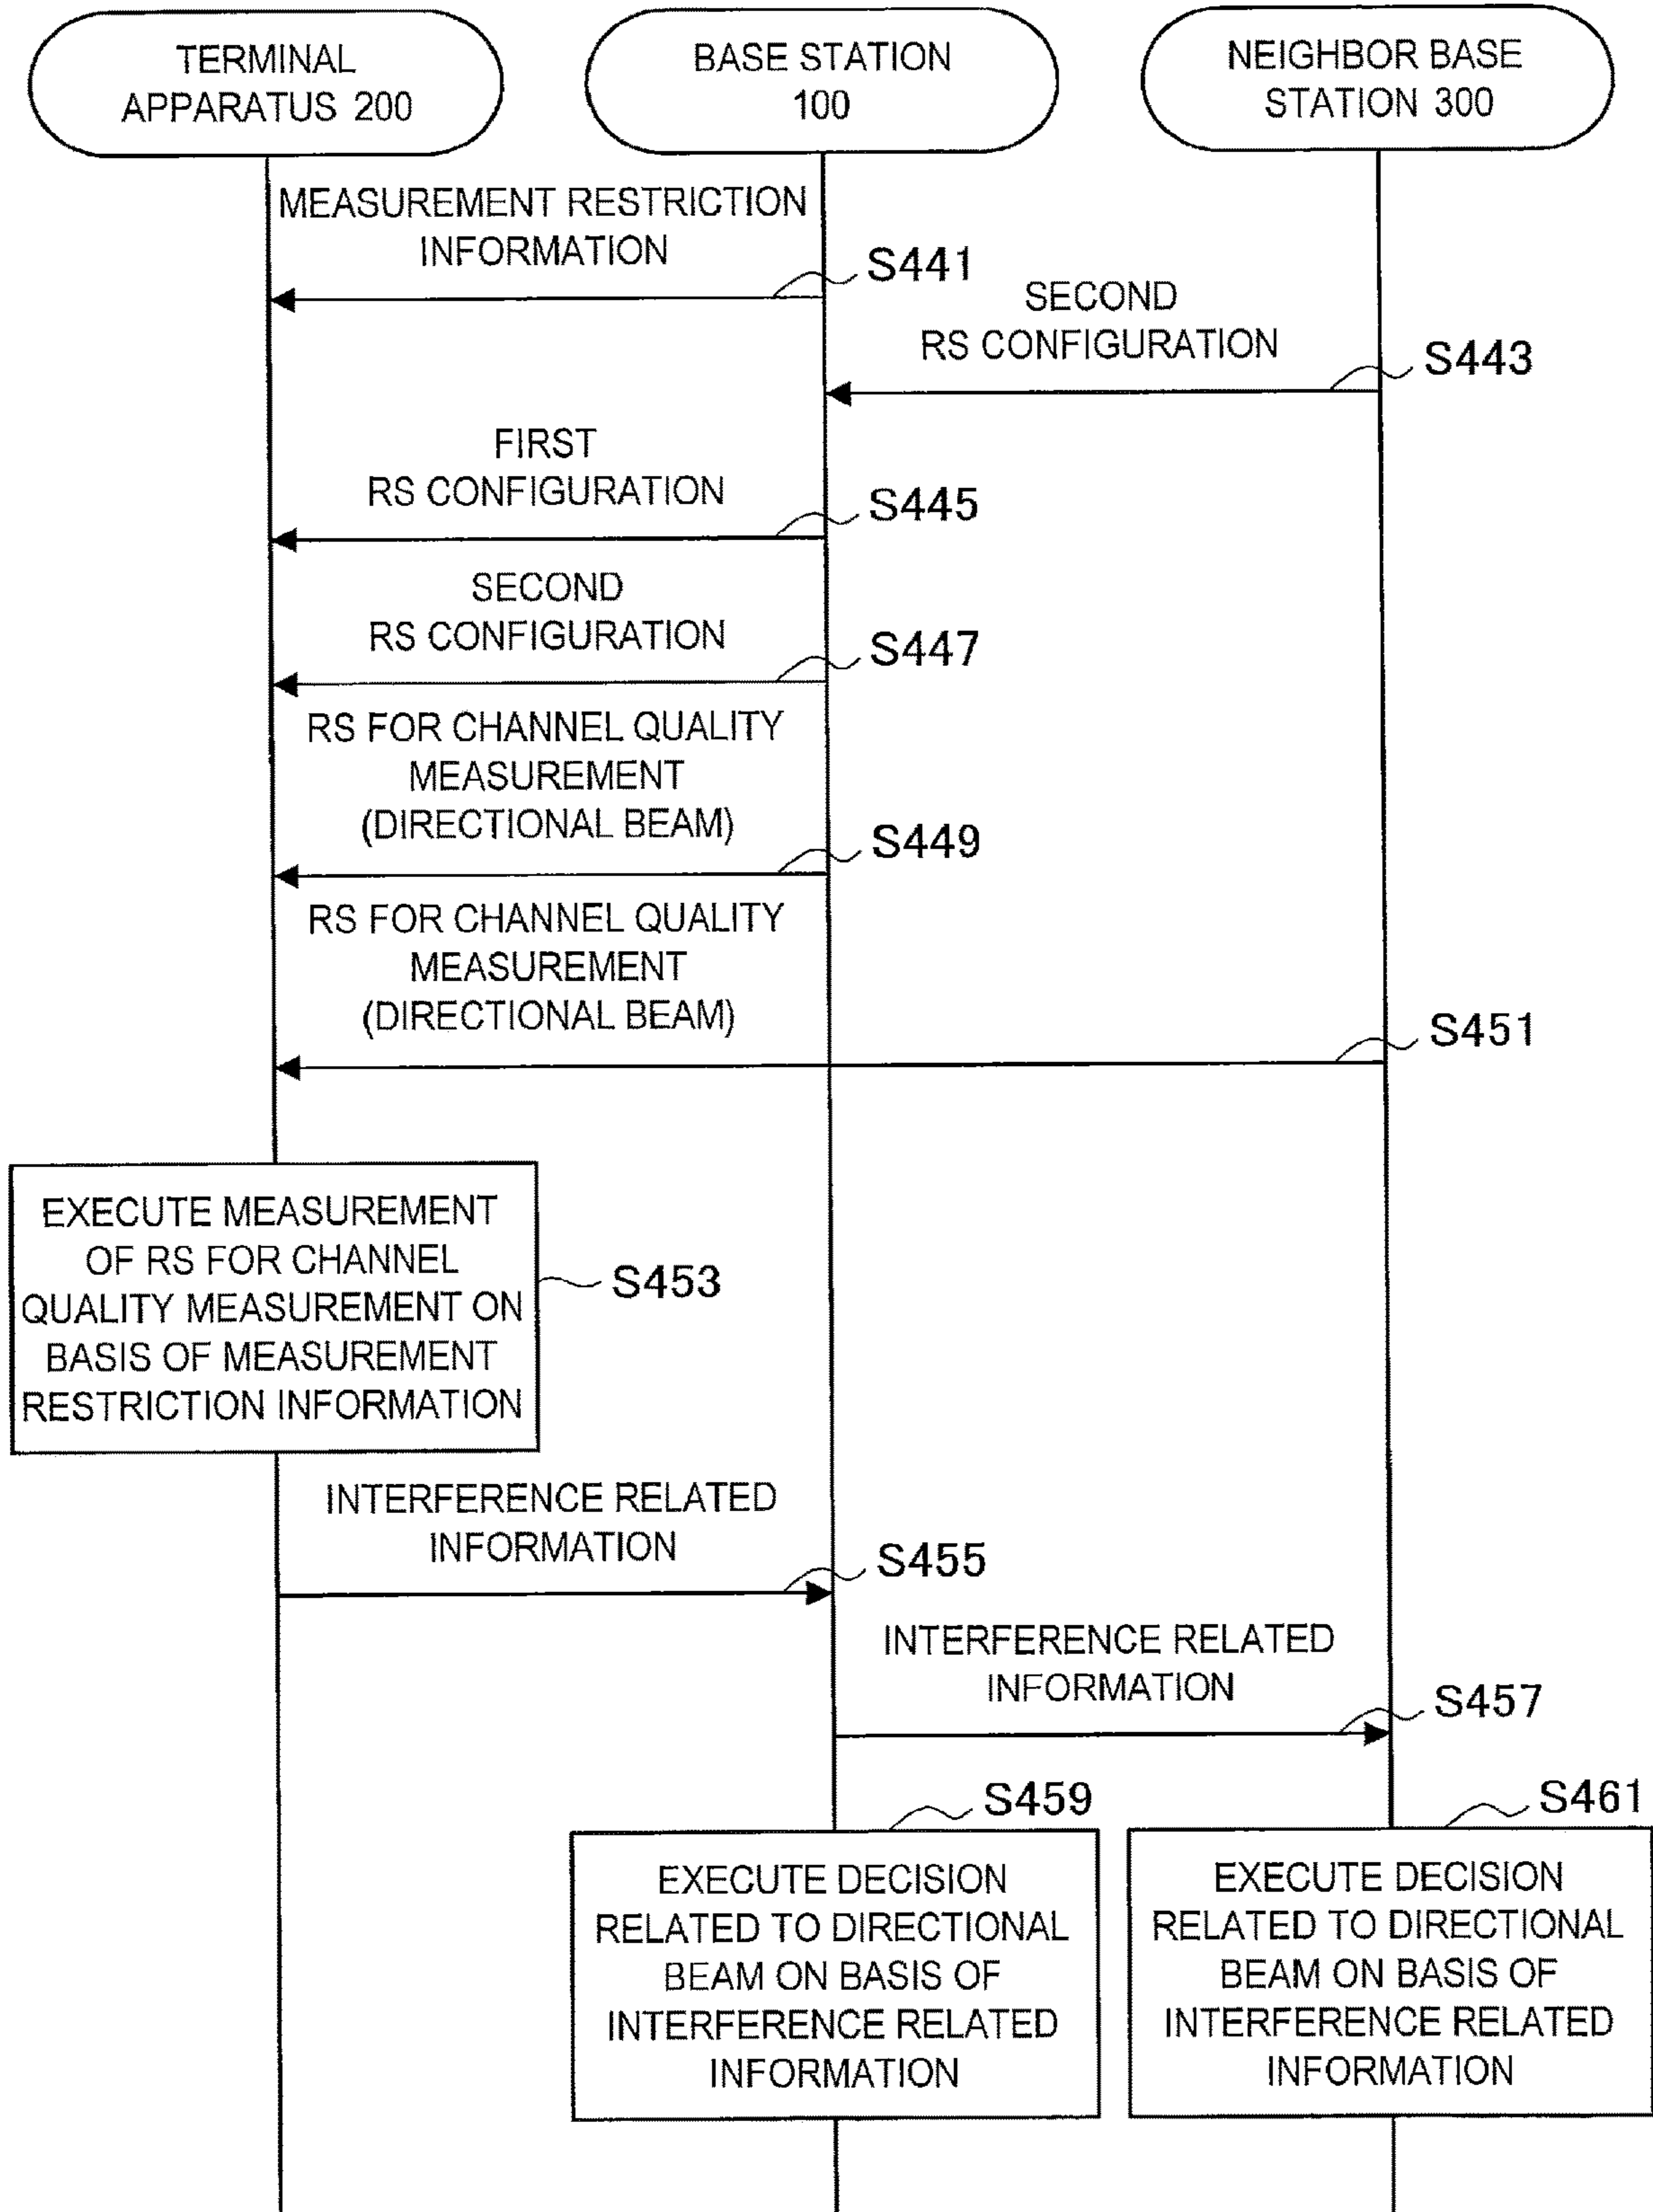 TERMINAL
APPARATUS 200
BASE STATION
100
NEIGHBOR BASE
STATION 300
MEASUREMENT RESTRICTION
INFORMATION
S441
SECOND
RS CONFIGURATION
S443
FIRST
RS CONFIGURATION
S445
SECOND
RS CONFIGURATION
S447
RS FOR CHANNEL QUALITY
MEASUREMENT
(DIRECTIONAL BEAM)
S449
RS FOR CHANNEL QUALITY
MEASUREMENT
(DIRECTIONAL BEAM)
S451
EXECUTE MEASUREMENT
OF RS FOR CHANNEL
QUALITY MEASUREMENT ON
BASIS OF MEASUREMENT
RESTRICTION INFORMATION
S453
INTERFERENCE RELATED
INFORMATION
S455
INTERFERENCE RELATED
INFORMATION
S457
S459
EXECUTE DECISION
RELATED TO DIRECTIONAL
BEAM ON BASIS OF
INTERFERENCE RELATED
INFORMATION
S461
EXECUTE DECISION
RELATED TO DIRECTIONAL
BEAM ON BASIS OF
INTERFERENCE RELATED
INFORMATION